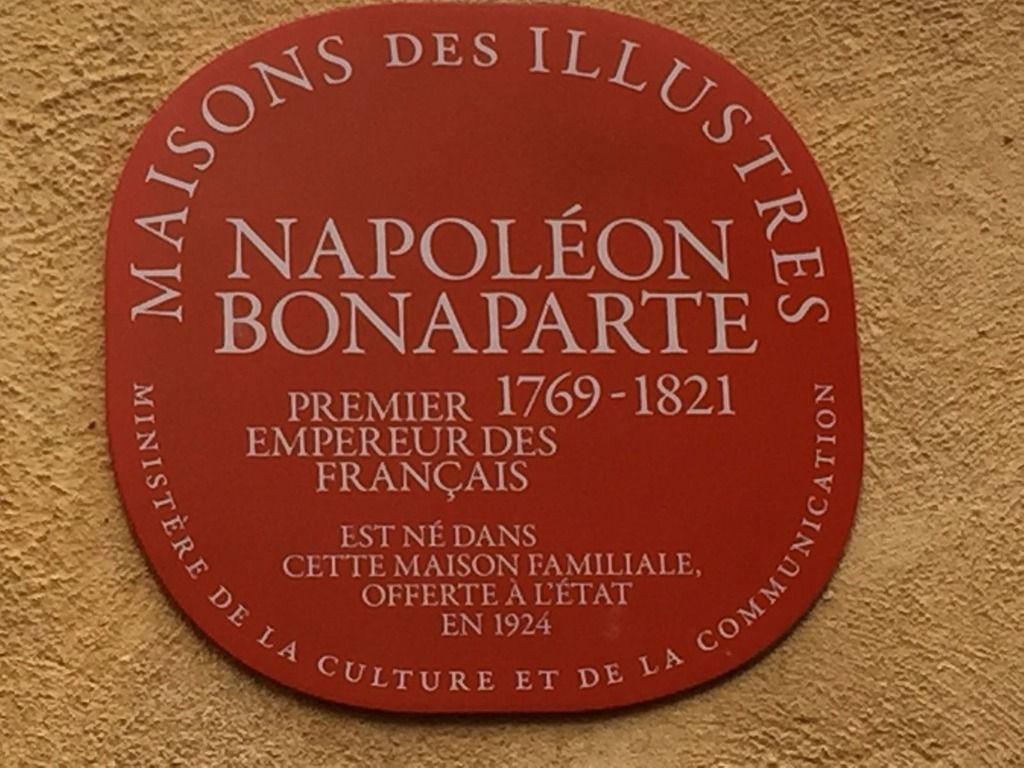 MAISONS DES ILLUSTRES
NAPOLÉON
BONAPARTE
1769-1821
PREMIER
EMPEREUR DES
FRANÇAIS
EST NÉ DANS
CETTE MAISON FAMILIALE,
OFFERTE À L'ÉTAT
EN 1924
MINISTÈRE DE LA CULTURE ET DE LA COMMUNICATION